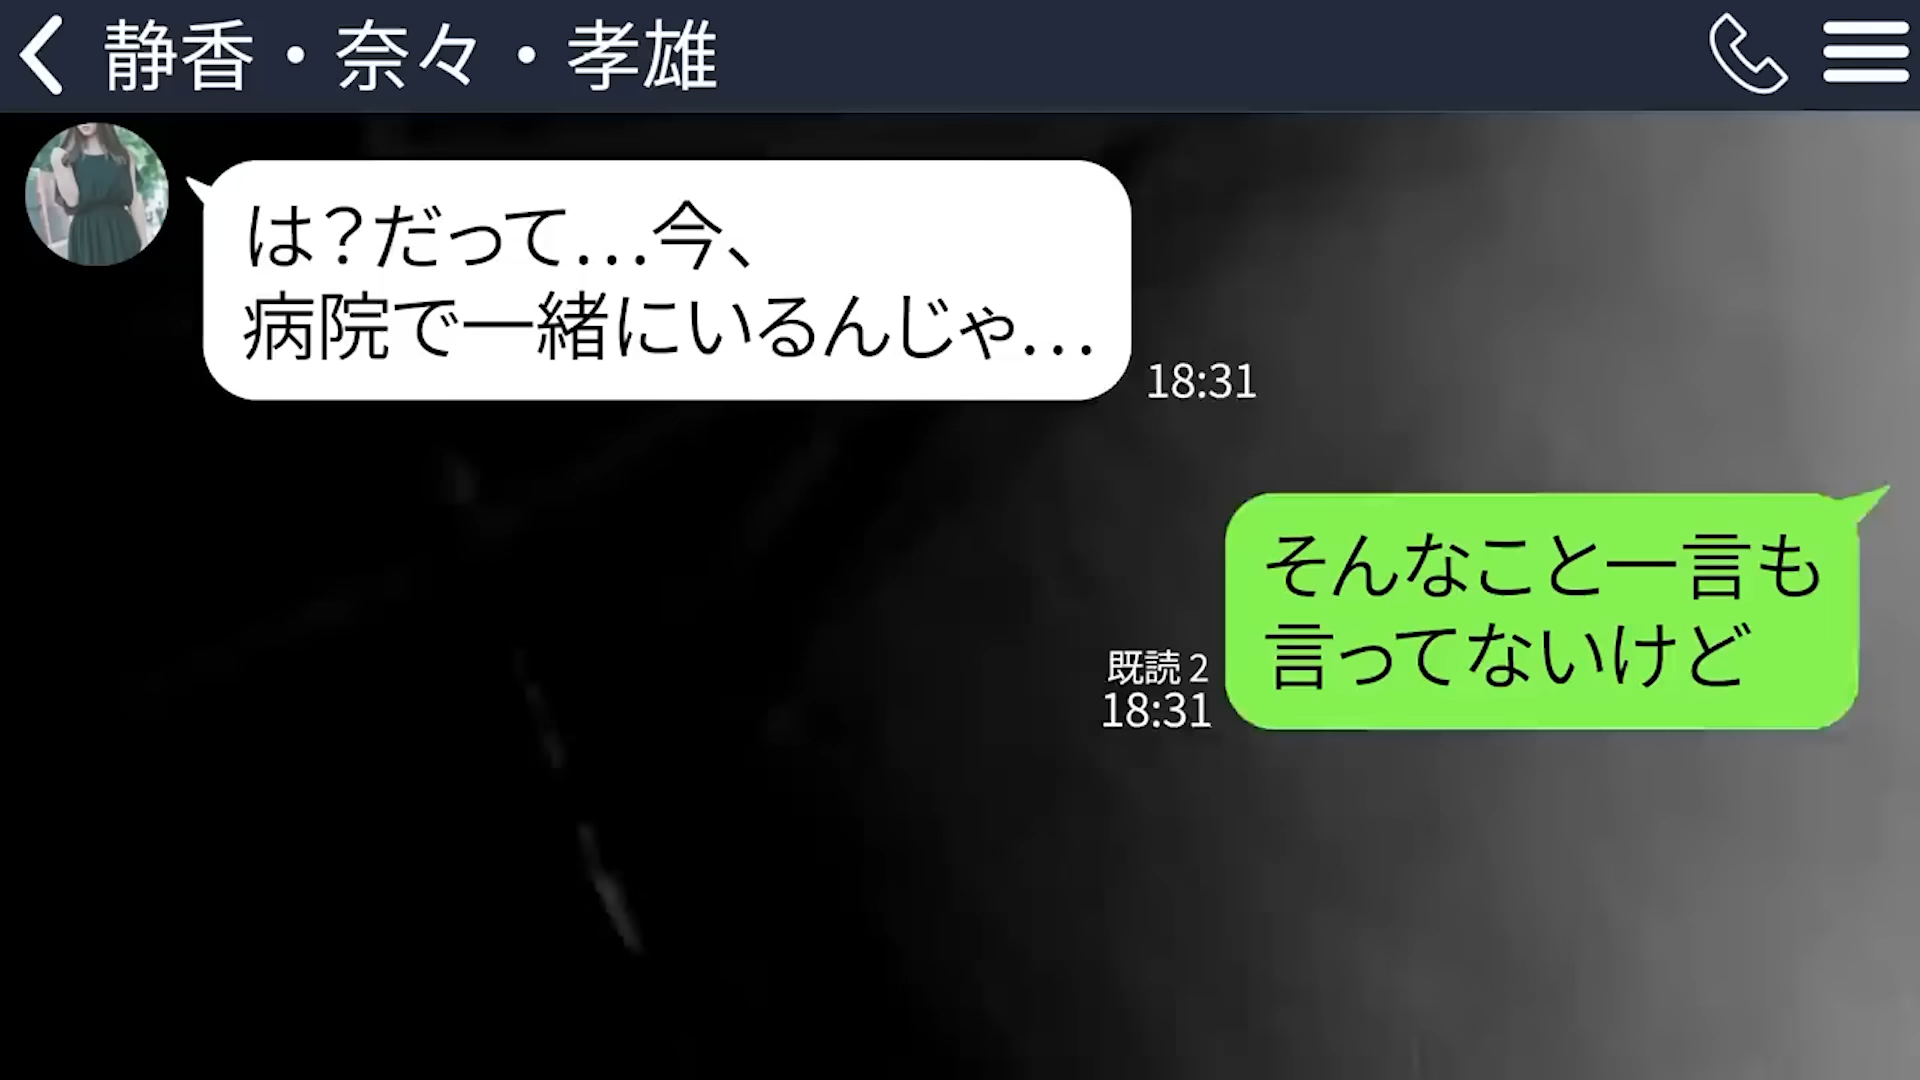 静香・奈々・孝雄
は？だって…今、
病院で一緒にいるんじゃ…
18:31
そんなこと一言も
言ってないけど
既読 2
18:31